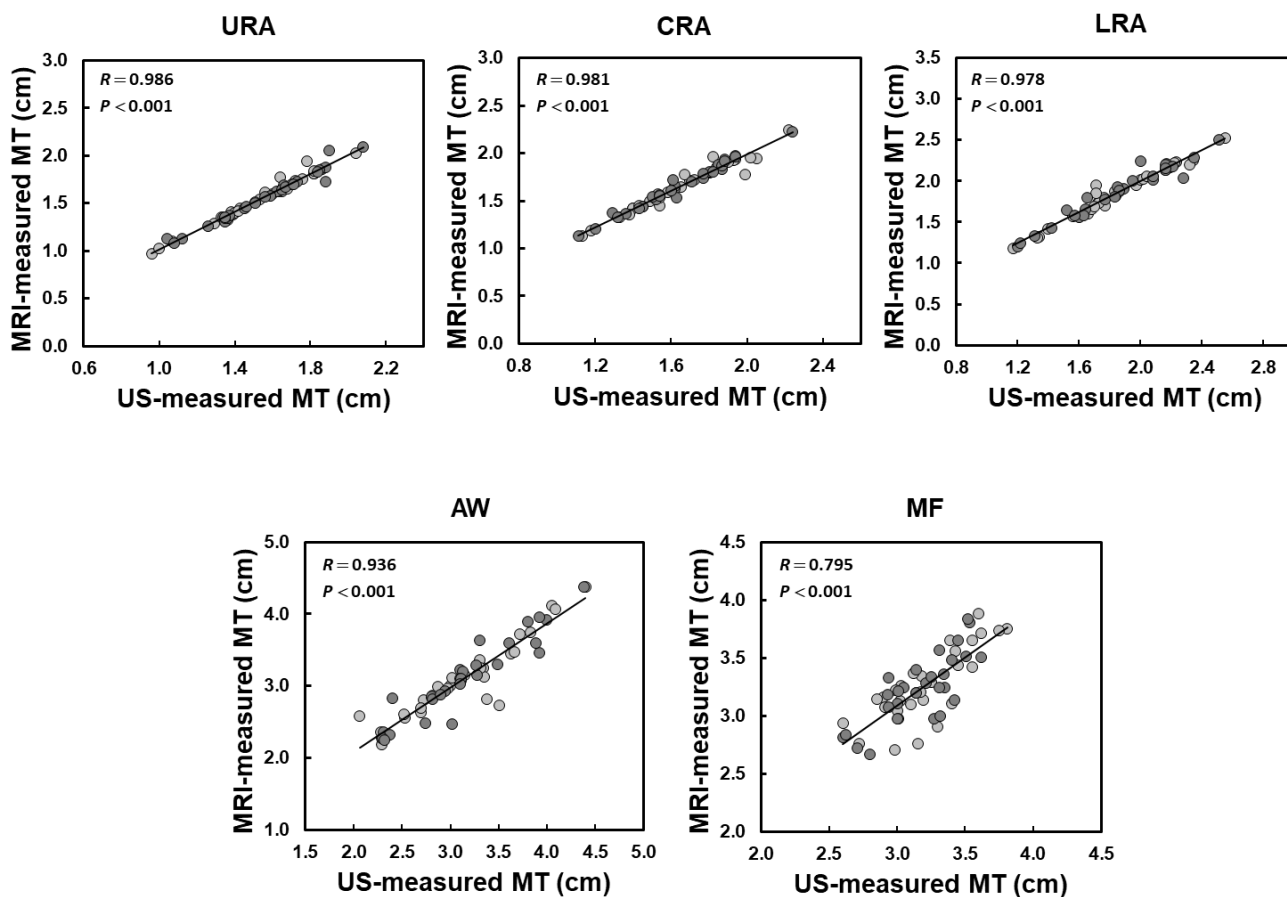 URA
R = 0.986
P < 0.001
MRI-measured MT (cm)
3.0
2.5
2.0
1.5
1.0
0.5
0.0
0.6
1.0
1.4
1.8
2.2
US-measured MT (cm)
CRA
R = 0.981
P < 0.001
MRI-measured MT (cm)
3.0
2.5
2.0
1.5
1.0
0.5
0.0
0.8
1.2
1.6
2.0
2.4
US-measured MT (cm)
LRA
R = 0.978
P < 0.001
MRI-measured MT (cm)
3.5
3.0
2.5
2.0
1.5
1.0
0.5
0.0
0.8
1.2
1.6
2.0
2.4
2.8
US-measured MT (cm)
AW
R = 0.936
P < 0.001
MRI-measured MT (cm)
5.0
4.0
3.0
2.0
1.0
1.5
2.0
2.5
3.0
3.5
4.0
4.5
5.0
US-measured MT (cm)
MF
R = 0.795
P < 0.001
MRI-measured MT (cm)
4.5
4.0
3.5
3.0
2.5
2.0
2.0
2.5
3.0
3.5
4.0
4.5
US-measured MT (cm)